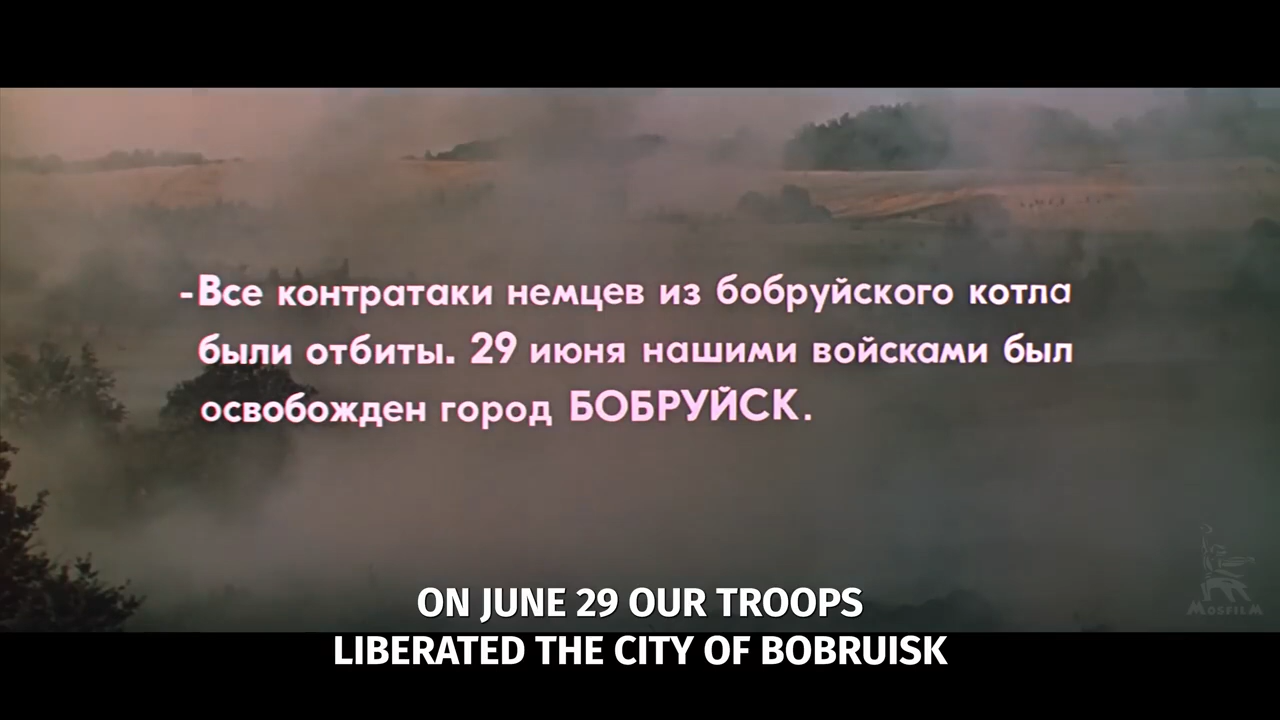 -Все контратаки немцев из бобруйского котла
были отбиты. 29 июня нашими войсками был
освобожден город БОБРУЙСК.
MOSFILM
ON JUNE 29 OUR TROOPS
LIBERATED THE CITY OF BOBRUISK